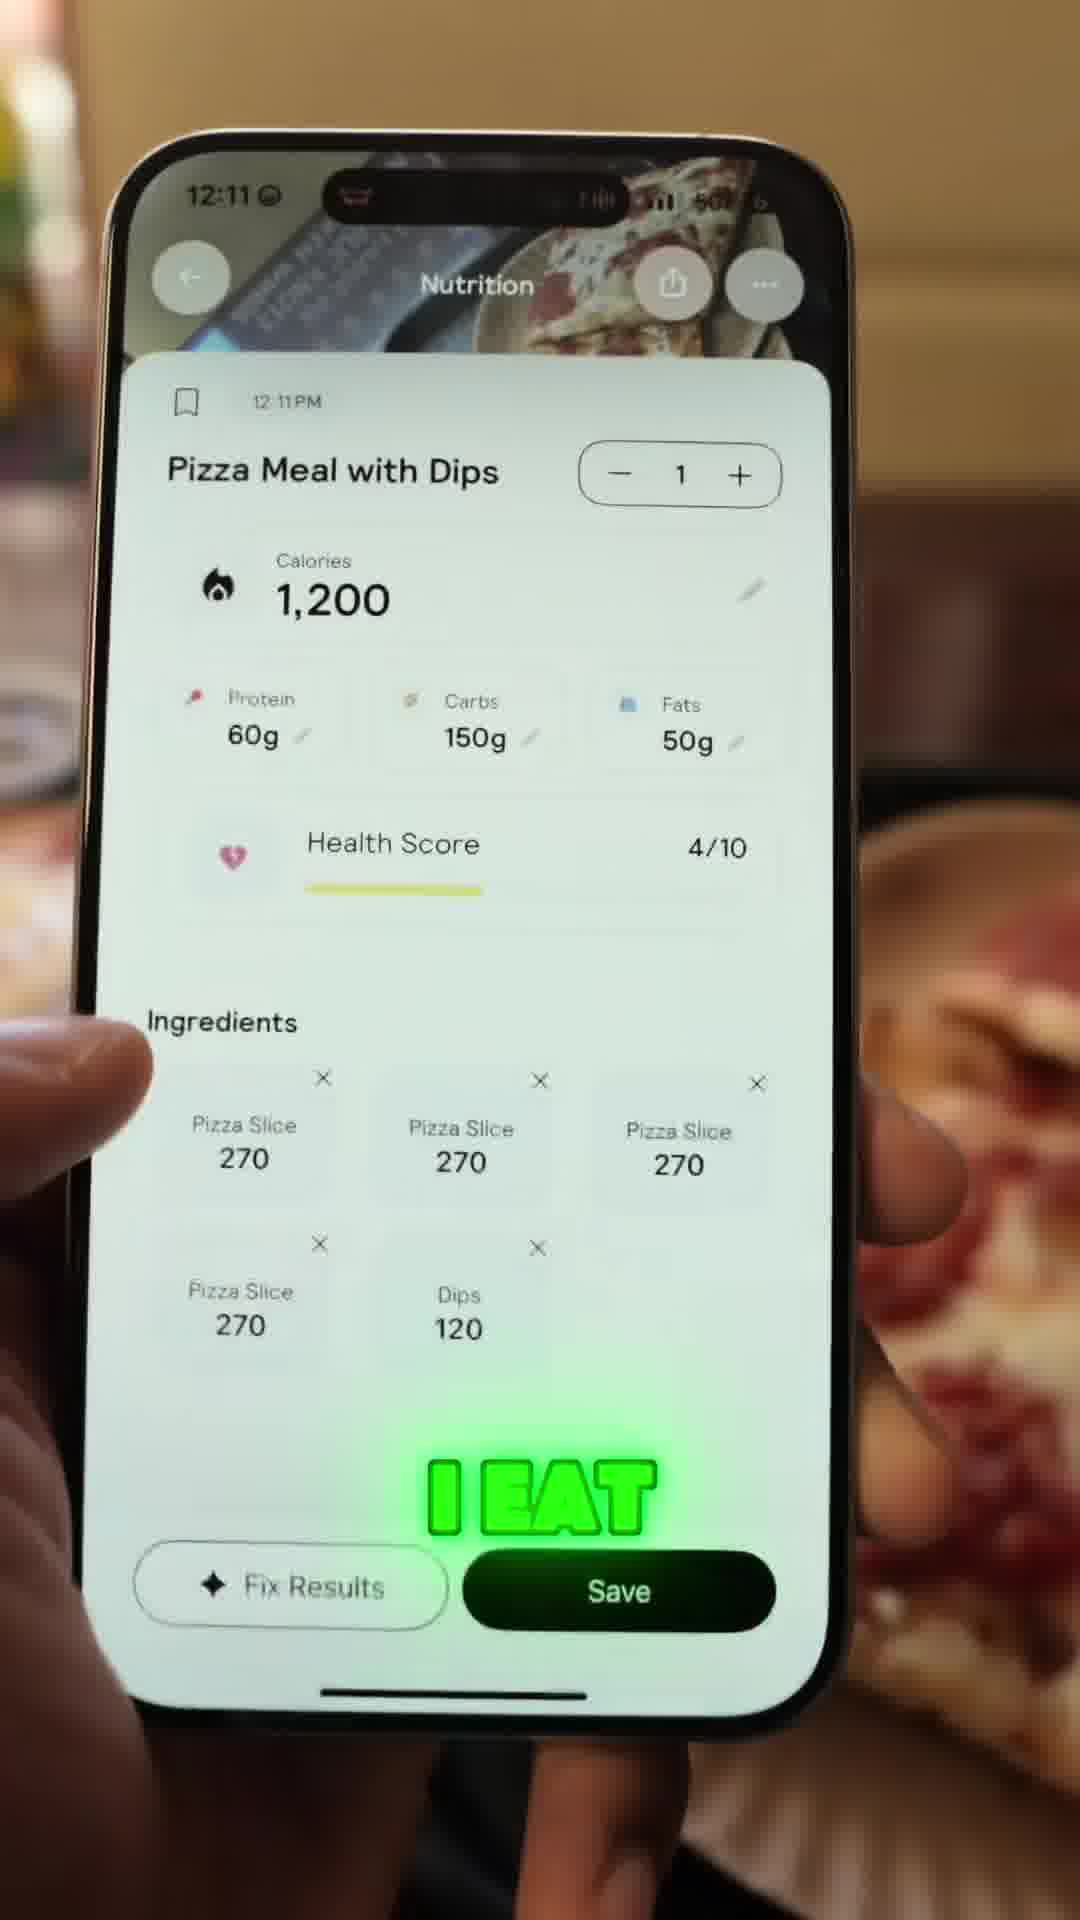 12:11
Nutrition
12:11 PM
Pizza Meal with Dips
1
Calories
1,200
Protein
Carbs
Fats
60g
150g
50g
Health Score
4/10
Ingredients
Pizza Slice
Pizza Slice
Pizza Slice
270
270
270
Pizza Slice
Dips
270
120
I EAT
Fix Results
Save